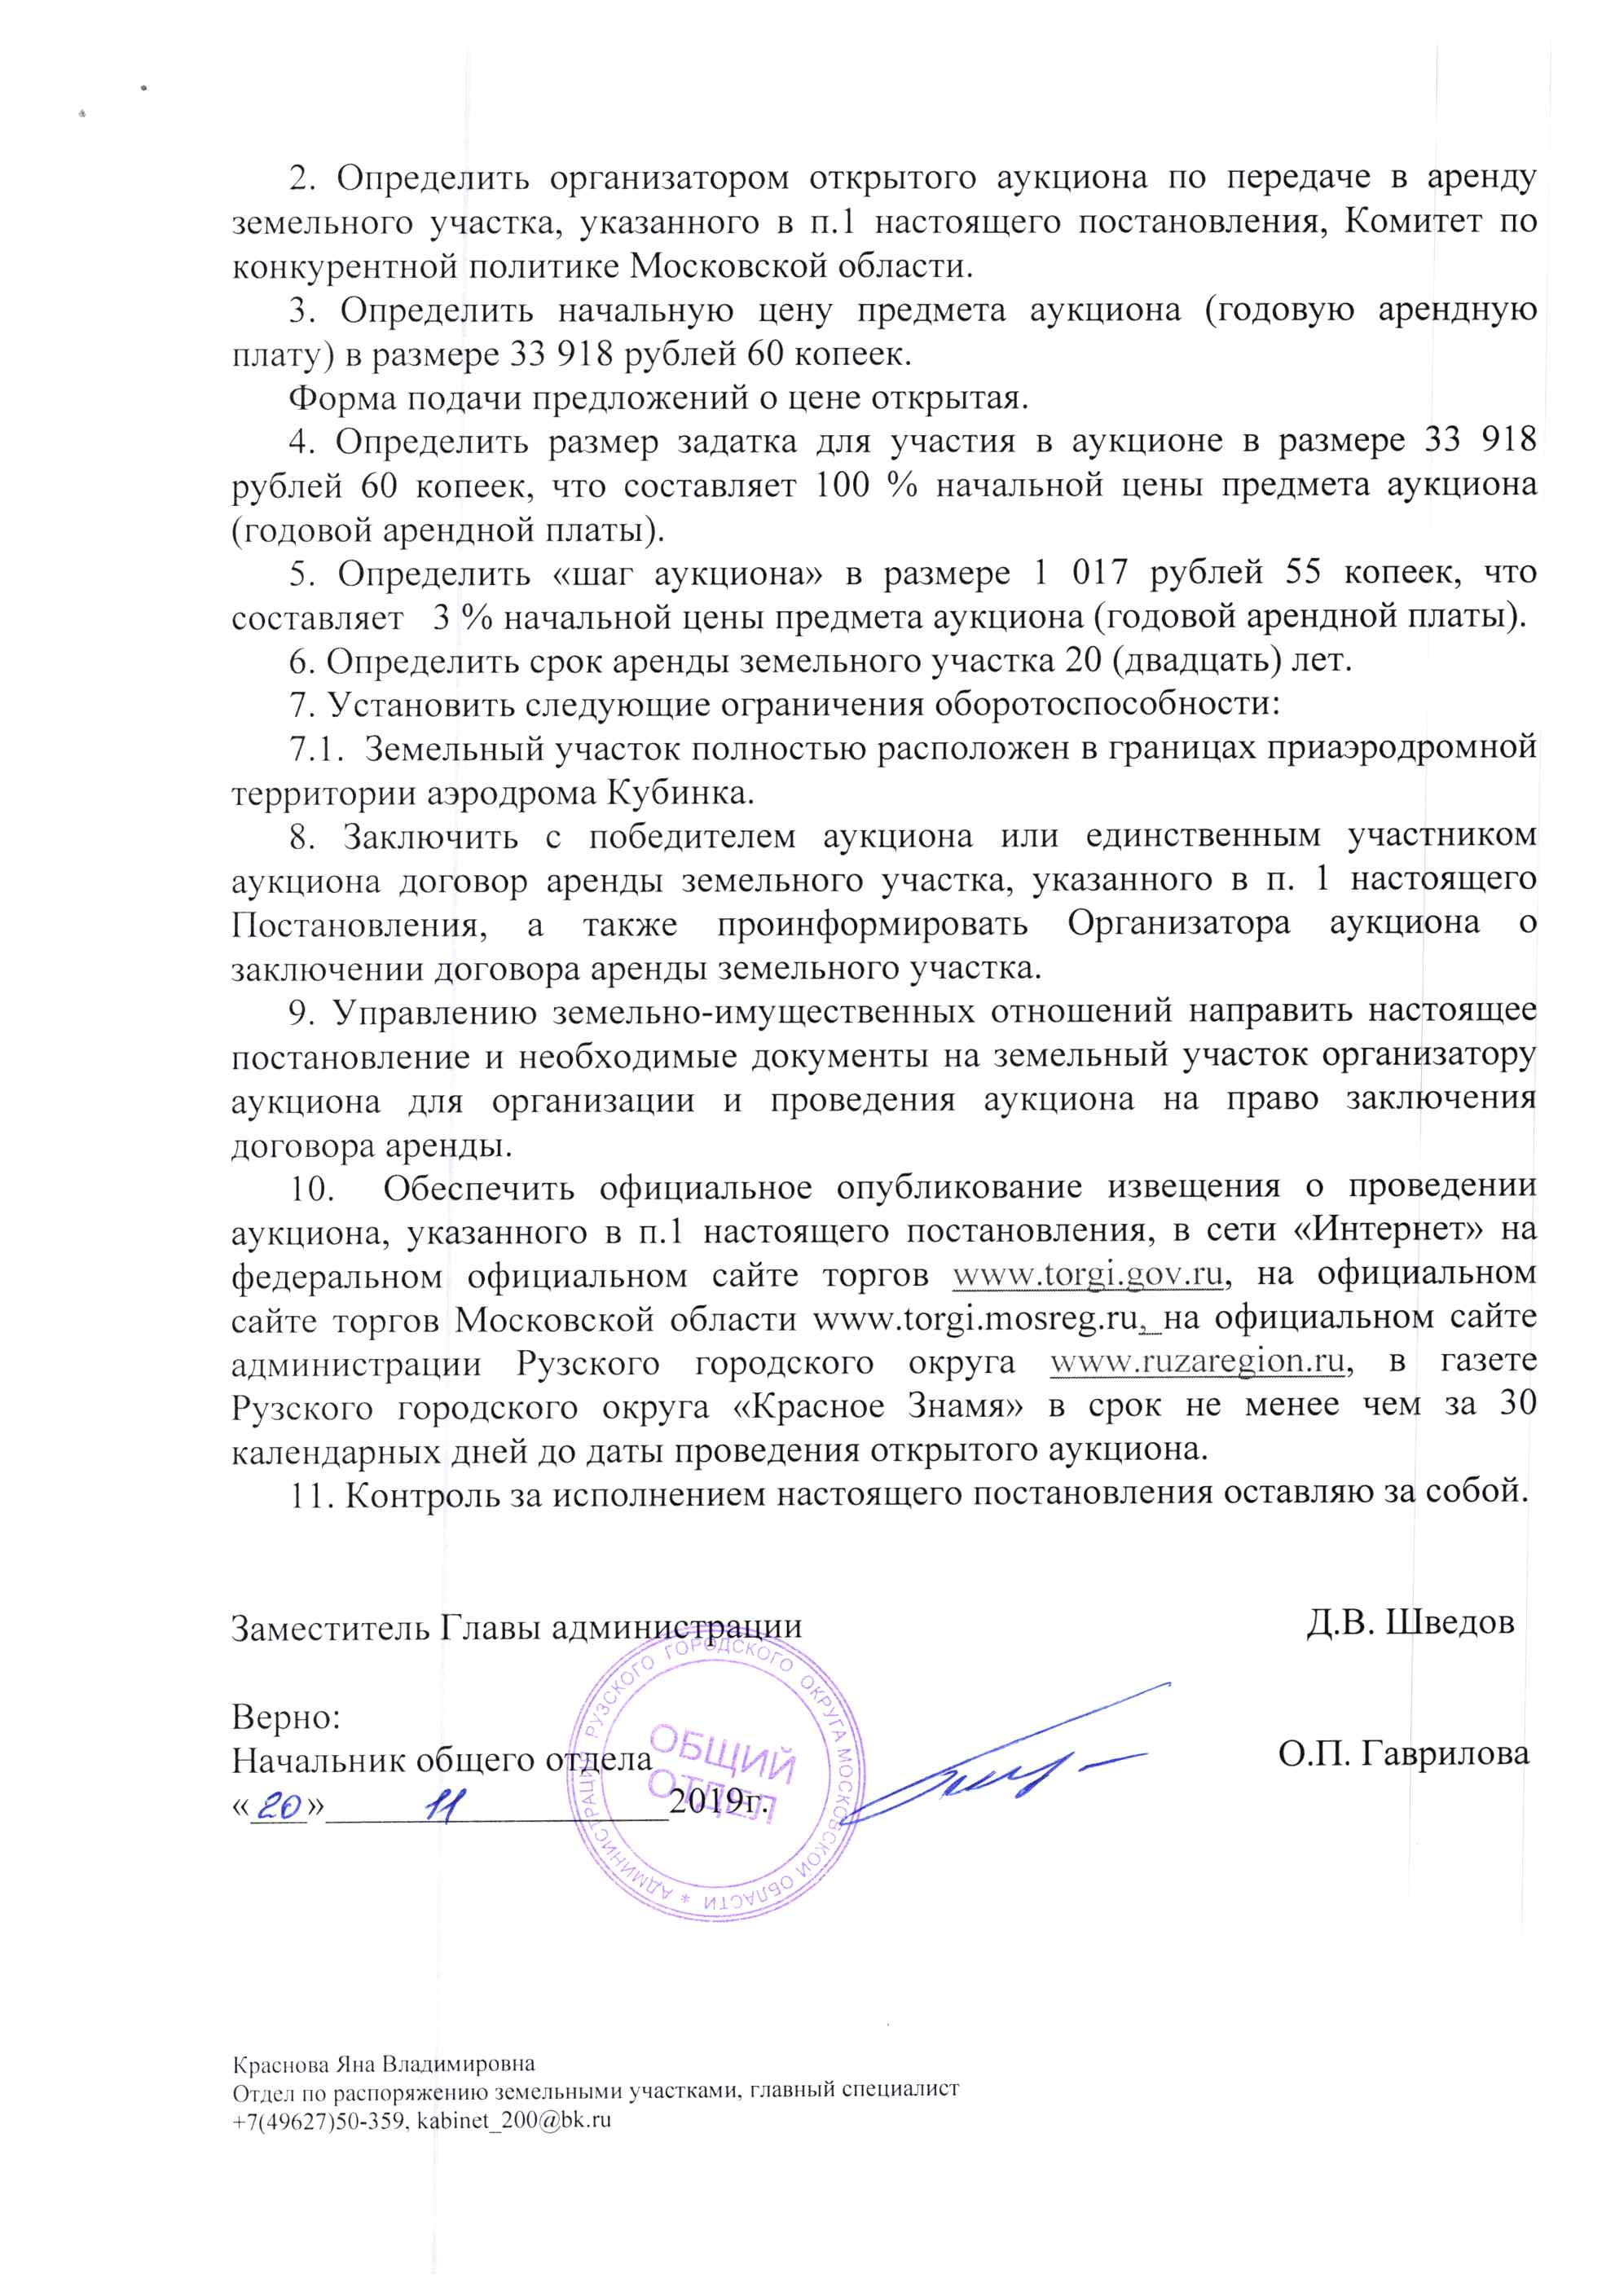 2. Определить организатором открытого аукциона по передаче в аренду
земельного участка, указанного в п.1 настоящего постановления, Комитет по
конкурентной политике Московской области.
3. Определить начальную цену предмета аукциона (годовую арендную
плату) в размере 33 918 рублей 60 копеек.
Форма подачи предложений о цене открытая.
4. Определить размер задатка для участия в аукционе в размере 33 918
рублей 60 копеек, что составляет 100 % начальной цены предмета аукциона
(годовой арендной платы).
5. Определить «шаг аукциона» в размере 1 017 рублей 55 копеек, что
составляет 3 % начальной цены предмета аукциона (годовой арендной платы).
6. Определить срок аренды земельного участка 20 (двадцать) лет.
7. Установить следующие ограничения оборотоспособности:
7.1. Земельный участок полностью расположен в границах приаэродромной
территории аэродрома Кубинка.
8. Заключить с победителем аукциона или единственным участником
аукциона договор аренды земельного участка, указанного в п. 1 настоящего
Постановления, а также проинформировать Организатора аукциона о
заключении договора аренды земельного участка.
9. Управлению земельно-имущественных отношений направить настоящее
постановление и необходимые документы на земельный участок организатору
аукциона для организации и проведения аукциона на право заключения
договора аренды.
10. Обеспечить официальное опубликование извещения о проведении
аукциона, указанного в п.1 настоящего постановления, в сети «Интернет» на
федеральном официальном сайте торгов www.torgi.gov.ru, на официальном
сайте торгов Московской области www.torgi.mosreg.ru, на официальном сайте
администрации Рузского городского округа www.ruzaregion.ru, в газете
Рузского городского округа «Красное Знамя» в срок не менее чем за 30
календарных дней до даты проведения открытого аукциона.
11. Контроль за исполнением настоящего постановления оставляю за собой.
Заместитель Главы администрации Д.В. Шведов
Верно:
Начальник общего отдела О.П. Гаврилова
«20» 11 2019г.
АДМИНИСТРАЦИЯ РУЗСКОГО ГОРОДСКОГО ОКРУГА МОСКОВСКОЙ ОБЛАСТИ *
ОБЩИЙ
ОТДЕЛ
Краснова Яна Владимировна
Отдел по распоряжению земельными участками, главный специалист
+7(49627)50-359, kabinet_200@bk.ru